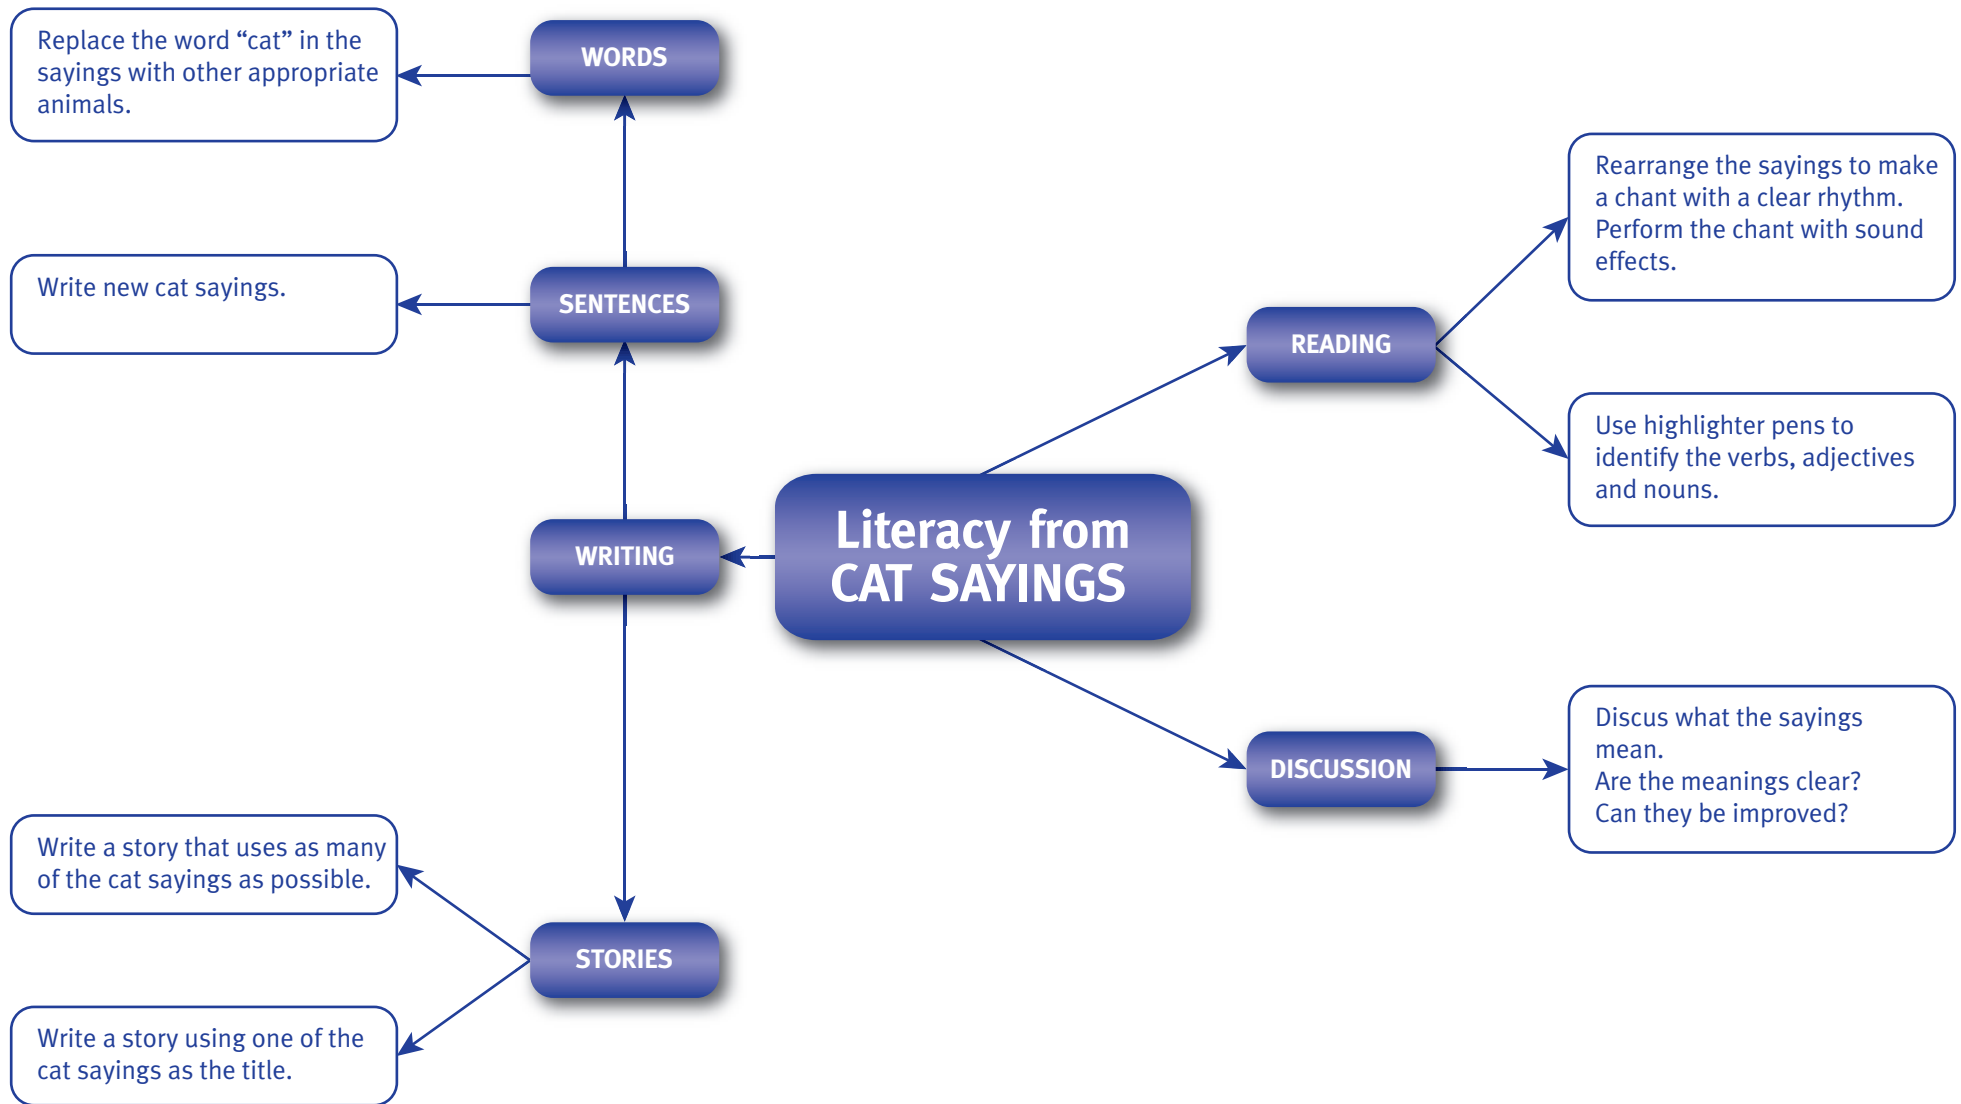 Literacy from
CAT SAYINGS
WRITING
SENTENCES
WORDS
Replace the word “cat” in the
sayings with other appropriate
animals.
Write new cat sayings.
STORIES
Write a story that uses as many
of the cat sayings as possible.
Write a story using one of the
cat sayings as the title.
READING
Rearrange the sayings to make
a chant with a clear rhythm.
Perform the chant with sound
effects.
Use highlighter pens to
identify the verbs, adjectives
and nouns.
DISCUSSION
Discus what the sayings
mean.
Are the meanings clear?
Can they be improved?